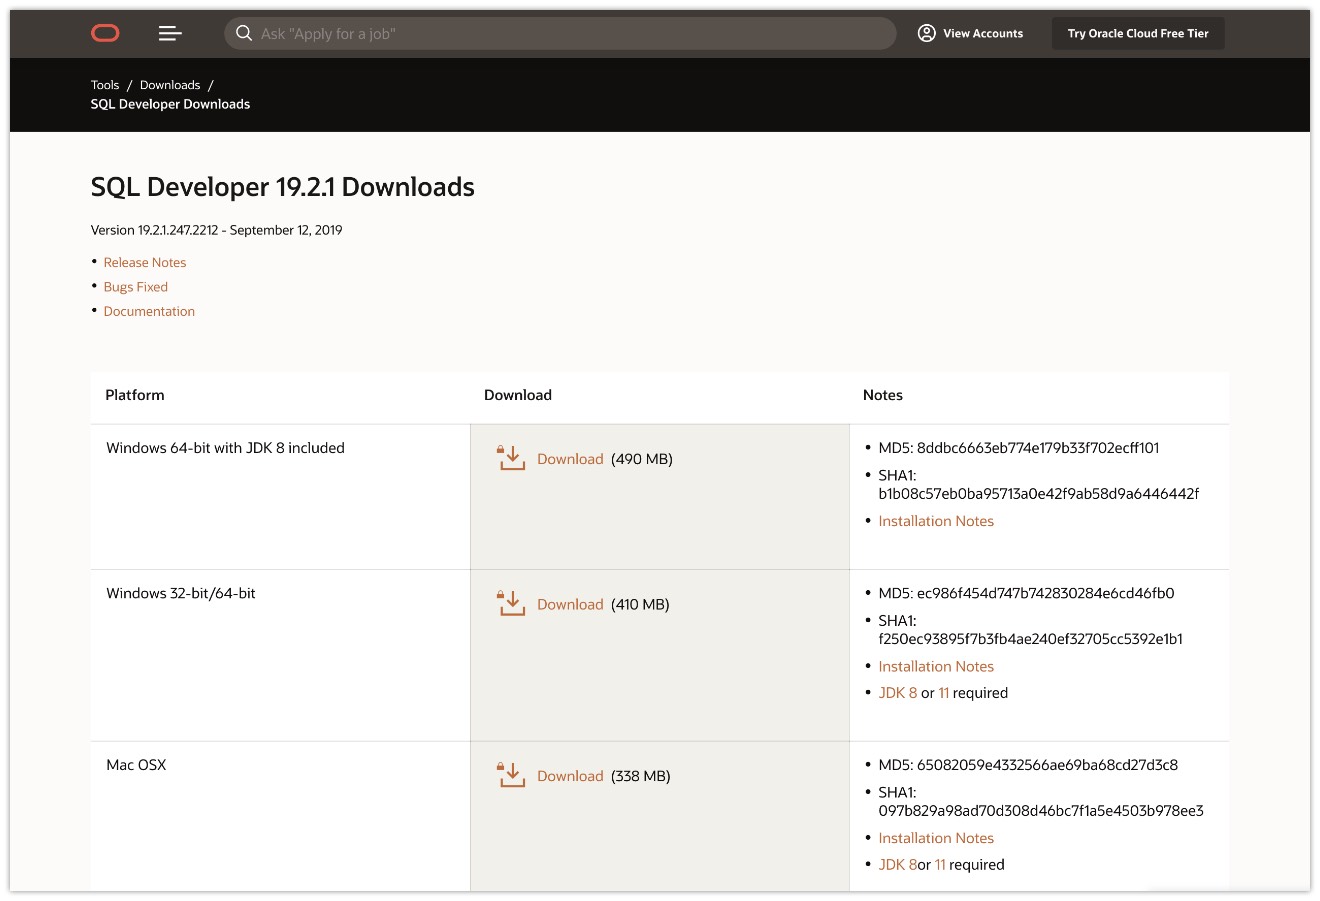 Ask "Apply for a job"
View Accounts
Try Oracle Cloud Free Tier
Tools / Downloads /
SQL Developer Downloads
SQL Developer 19.2.1 Downloads
Version 19.2.1.247.2212 - September 12, 2019
• Release Notes
• Bugs Fixed
• Documentation
Platform
Download
Notes
Windows 64-bit with JDK 8 included
Download (490 MB)
• MD5: 8ddbc6663eb774e179b33f702ecff101
• SHA1:
b1b08c57eb0ba95713a0e42f9ab58d9a6446442f
• Installation Notes
Windows 32-bit/64-bit
Download (410 MB)
• MD5: ec986f454d747b742830284e6cd46fb0
• SHA1:
f250ec93895f7b3fb4ae240ef32705cc5392e1b1
• Installation Notes
• JDK 8 or 11 required
Mac OSX
Download (338 MB)
• MD5: 65082059e4332566ae69ba68cd27d3c8
• SHA1:
097b829a98ad70d308d46bc7f1a5e4503b978ee3
• Installation Notes
• JDK 8or 11 required